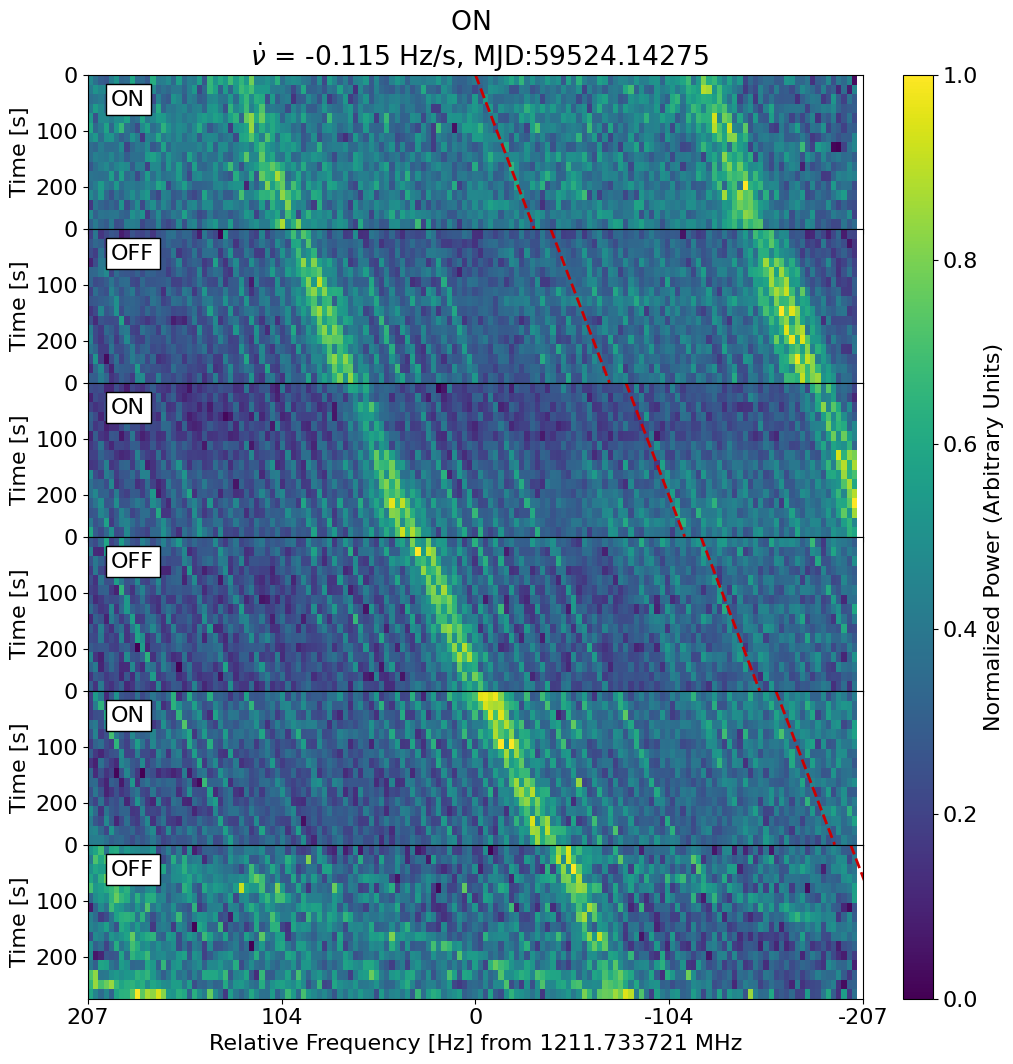 ON
ν̇ = -0.115 Hz/s, MJD:59524.14275
0
ON
100
Time [s]
200
0
OFF
100
Time [s]
200
0
ON
100
Time [s]
200
0
OFF
100
Time [s]
200
0
ON
100
Time [s]
200
0
OFF
100
Time [s]
200
207
104
0
-104
-207
Relative Frequency [Hz] from 1211.733721 MHz
1.0
0.8
0.6
0.4
0.2
0.0
Normalized Power (Arbitrary Units)